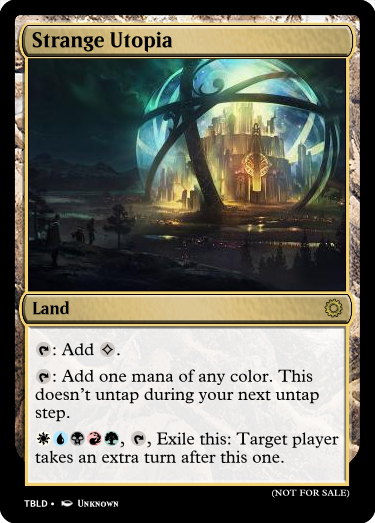 Strange Utopia
Land
: Add .
: Add one mana of any color. This
doesn't untap during your next untap
step.
, , Exile this: Target player
takes an extra turn after this one.
(NOT FOR SALE)
TBLD • Unknown